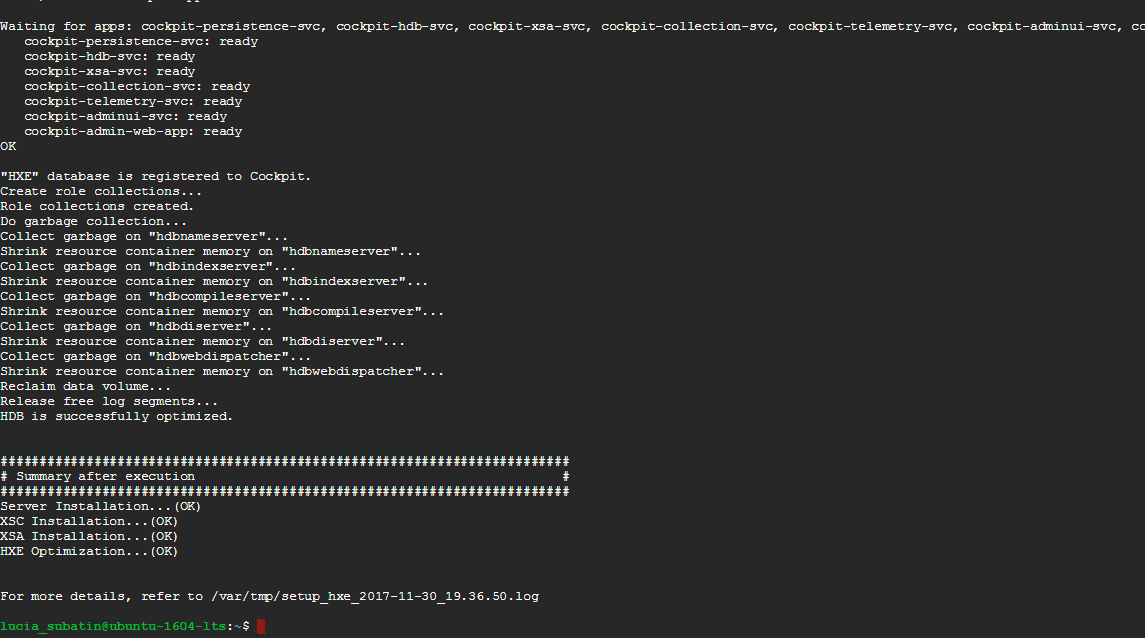 Waiting for apps: cockpit-persistence-svc, cockpit-hdb-svc, cockpit-xsa-svc, cockpit-collection-svc, cockpit-telemetry-svc, cockpit-adminui-svc, co
   cockpit-persistence-svc: ready
   cockpit-hdb-svc: ready
   cockpit-xsa-svc: ready
   cockpit-collection-svc: ready
   cockpit-telemetry-svc: ready
   cockpit-adminui-svc: ready
   cockpit-admin-web-app: ready
OK
"HXE" database is registered to Cockpit.
Create role collections...
Role collections created.
Do garbage collection...
Collect garbage on "hdbnameserver"...
Shrink resource container memory on "hdbnameserver"...
Collect garbage on "hdbindexserver"...
Shrink resource container memory on "hdbindexserver"...
Collect garbage on "hdbcompileserver"...
Shrink resource container memory on "hdbcompileserver"...
Collect garbage on "hdbdiserver"...
Shrink resource container memory on "hdbdiserver"...
Collect garbage on "hdbwebdispatcher"...
Shrink resource container memory on "hdbwebdispatcher"...
Reclaim data volume...
Release free log segments...
HDB is successfully optimized.
#########################################################################
# Summary after execution                                               #
#########################################################################
Server Installation...(OK)
XSC Installation...(OK)
XSA Installation...(OK)
HXE Optimization...(OK)
For more details, refer to /var/tmp/setup_hxe_2017-11-30_19.36.50.log
lucia_subatin@ubuntu-1604-lts:~$